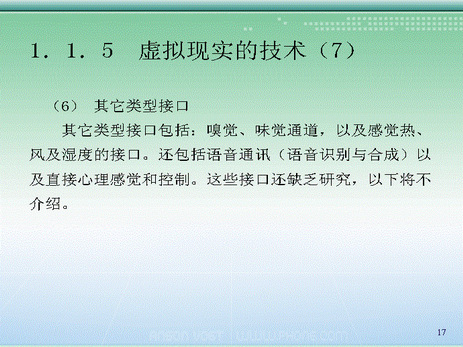 1．1．5　虚拟现实的技术（7）
（6） 其它类型接口
其它类型接口包括：嗅觉、味觉通道，以及感觉热、
风及湿度的接口。还包括语音通讯（语音识别与合成）以
及直接心理感觉和控制。这些接口还缺乏研究，以下将不
介绍。
17